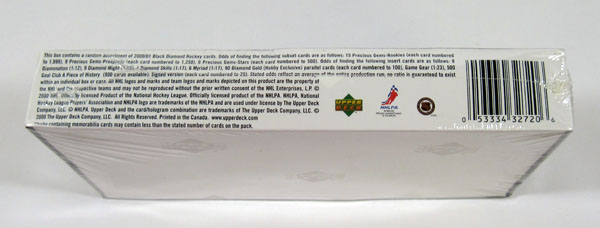 This box contains a random assortment of 2000/01 Black Diamond Hockey cards. Odds of finding the following subset cards are as follows: 15 Precious Gems-Rookies (each card numbered
to 1,999), 9 Precious Gems-Prospects (each card numbered to 1,250), 6 Precious Gems-Stars (each card numbered 500). Odds of finding the following insert cards are as follows: 9
Diamonation (1:12), 9 Diamond Might (1:17), 7 Diamond Skills (1:17), 6 Myriad (1:17), 90 Diamond Gold (Hobby Exclusive) parallel cards (each card numbered to 100), Game Gear (1:23), 500
Goal Club A Piece of History (900 cards available), Signed version (each card numbered to 25). Stated odds reflect an average of the entire production run, no ratio is guaranteed to exist
within an individual box or case. All NHL logos and marks and team logos and marks depicted on this product are the property of
the NHL and the respective teams and may not be reproduced without the prior written consent of the NHL Enterprises, L.P. ©
2000 NHL. Officially Licensed Product of the National Hockey League. Officially licensed product of the NHLPA. NHLPA, National
Hockey League Players' Association and NHLPA logo are trademarks of the NHLPA and are used under license by The Upper Deck
Company, LLC. © NHLPA. Upper Deck and the card/hologram combination are trademarks of The Upper Deck Company, LLC. ©
2000 The Upper Deck Company, LLC. All Rights Reserved. Printed in the Canada. www.upperdeck.com
containing memorabilia cards may contain less than the stated number of cards on the pack.
UPPER DECK
NHLPA
0 53334 32720 6